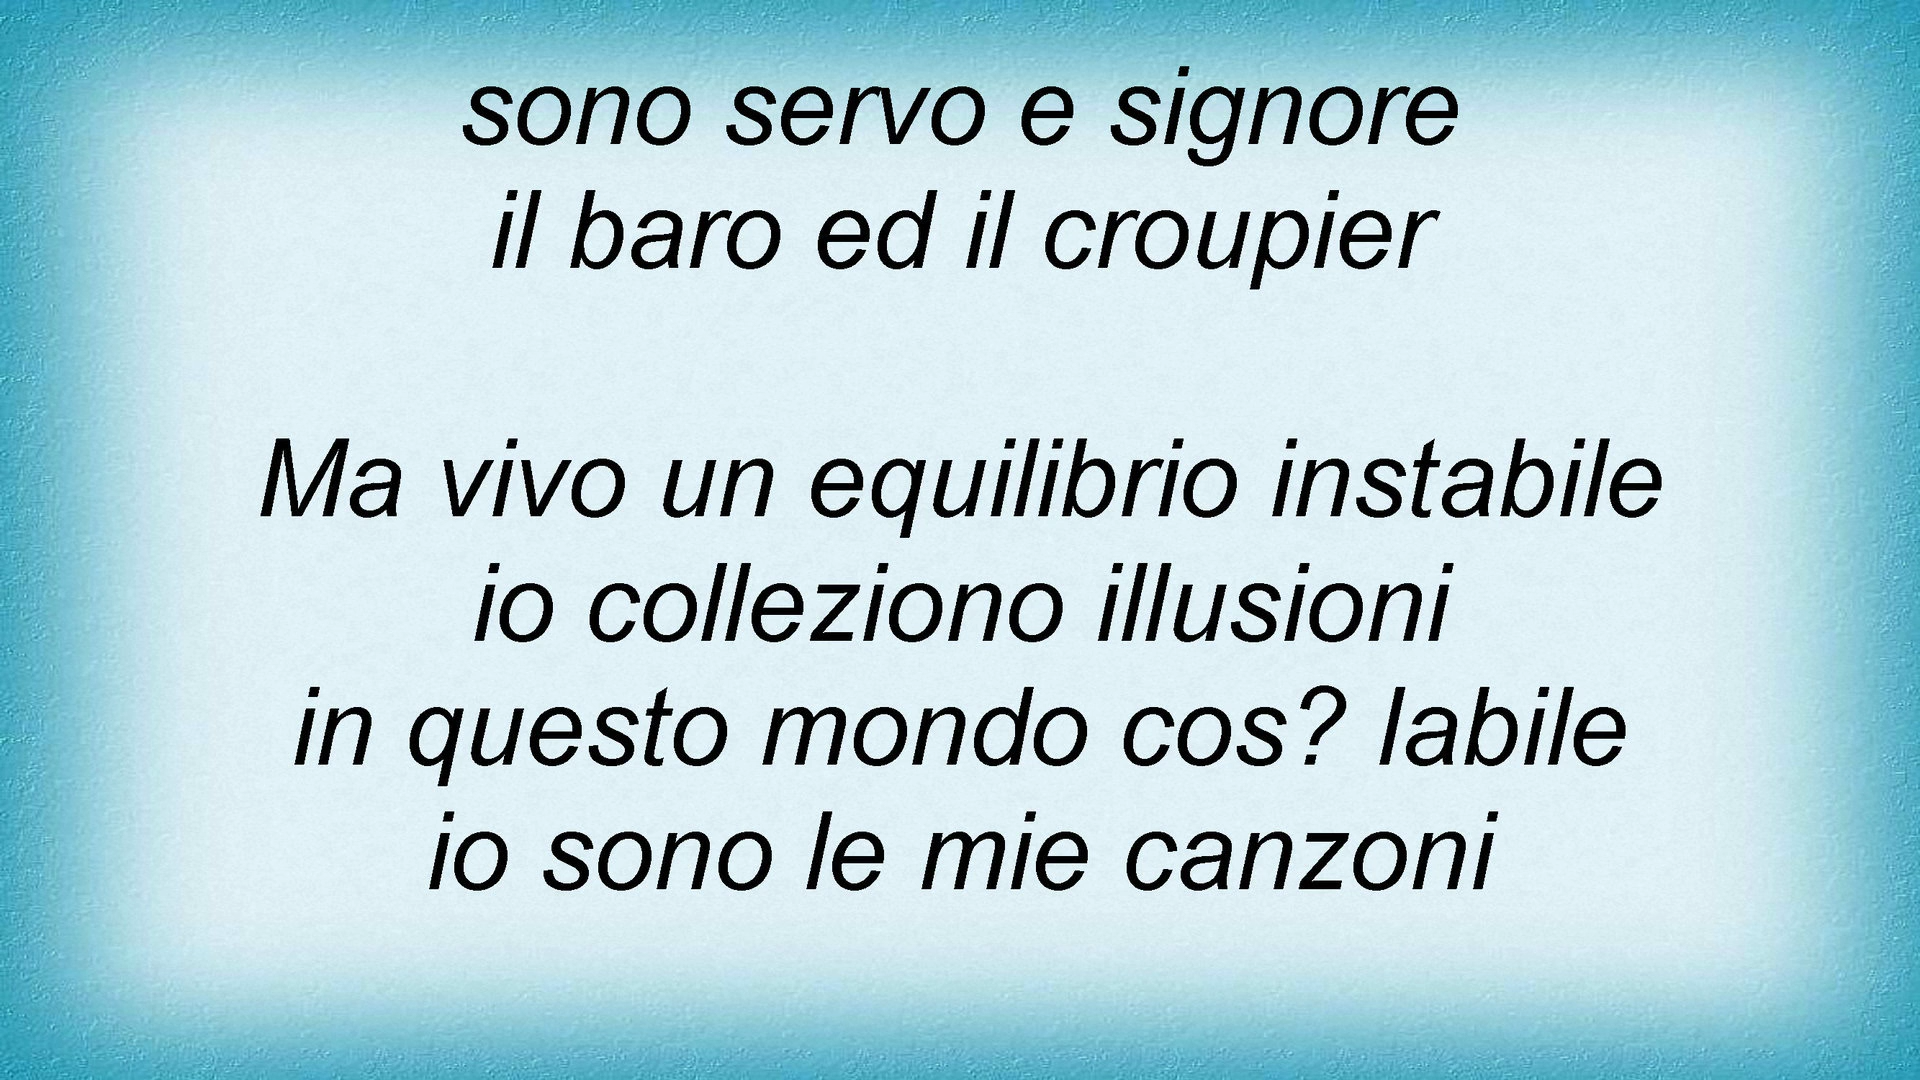 sono servo e signore
il baro ed il croupier
Ma vivo un equilibrio instabile
io colleziono illusioni
in questo mondo cos? labile
io sono le mie canzoni